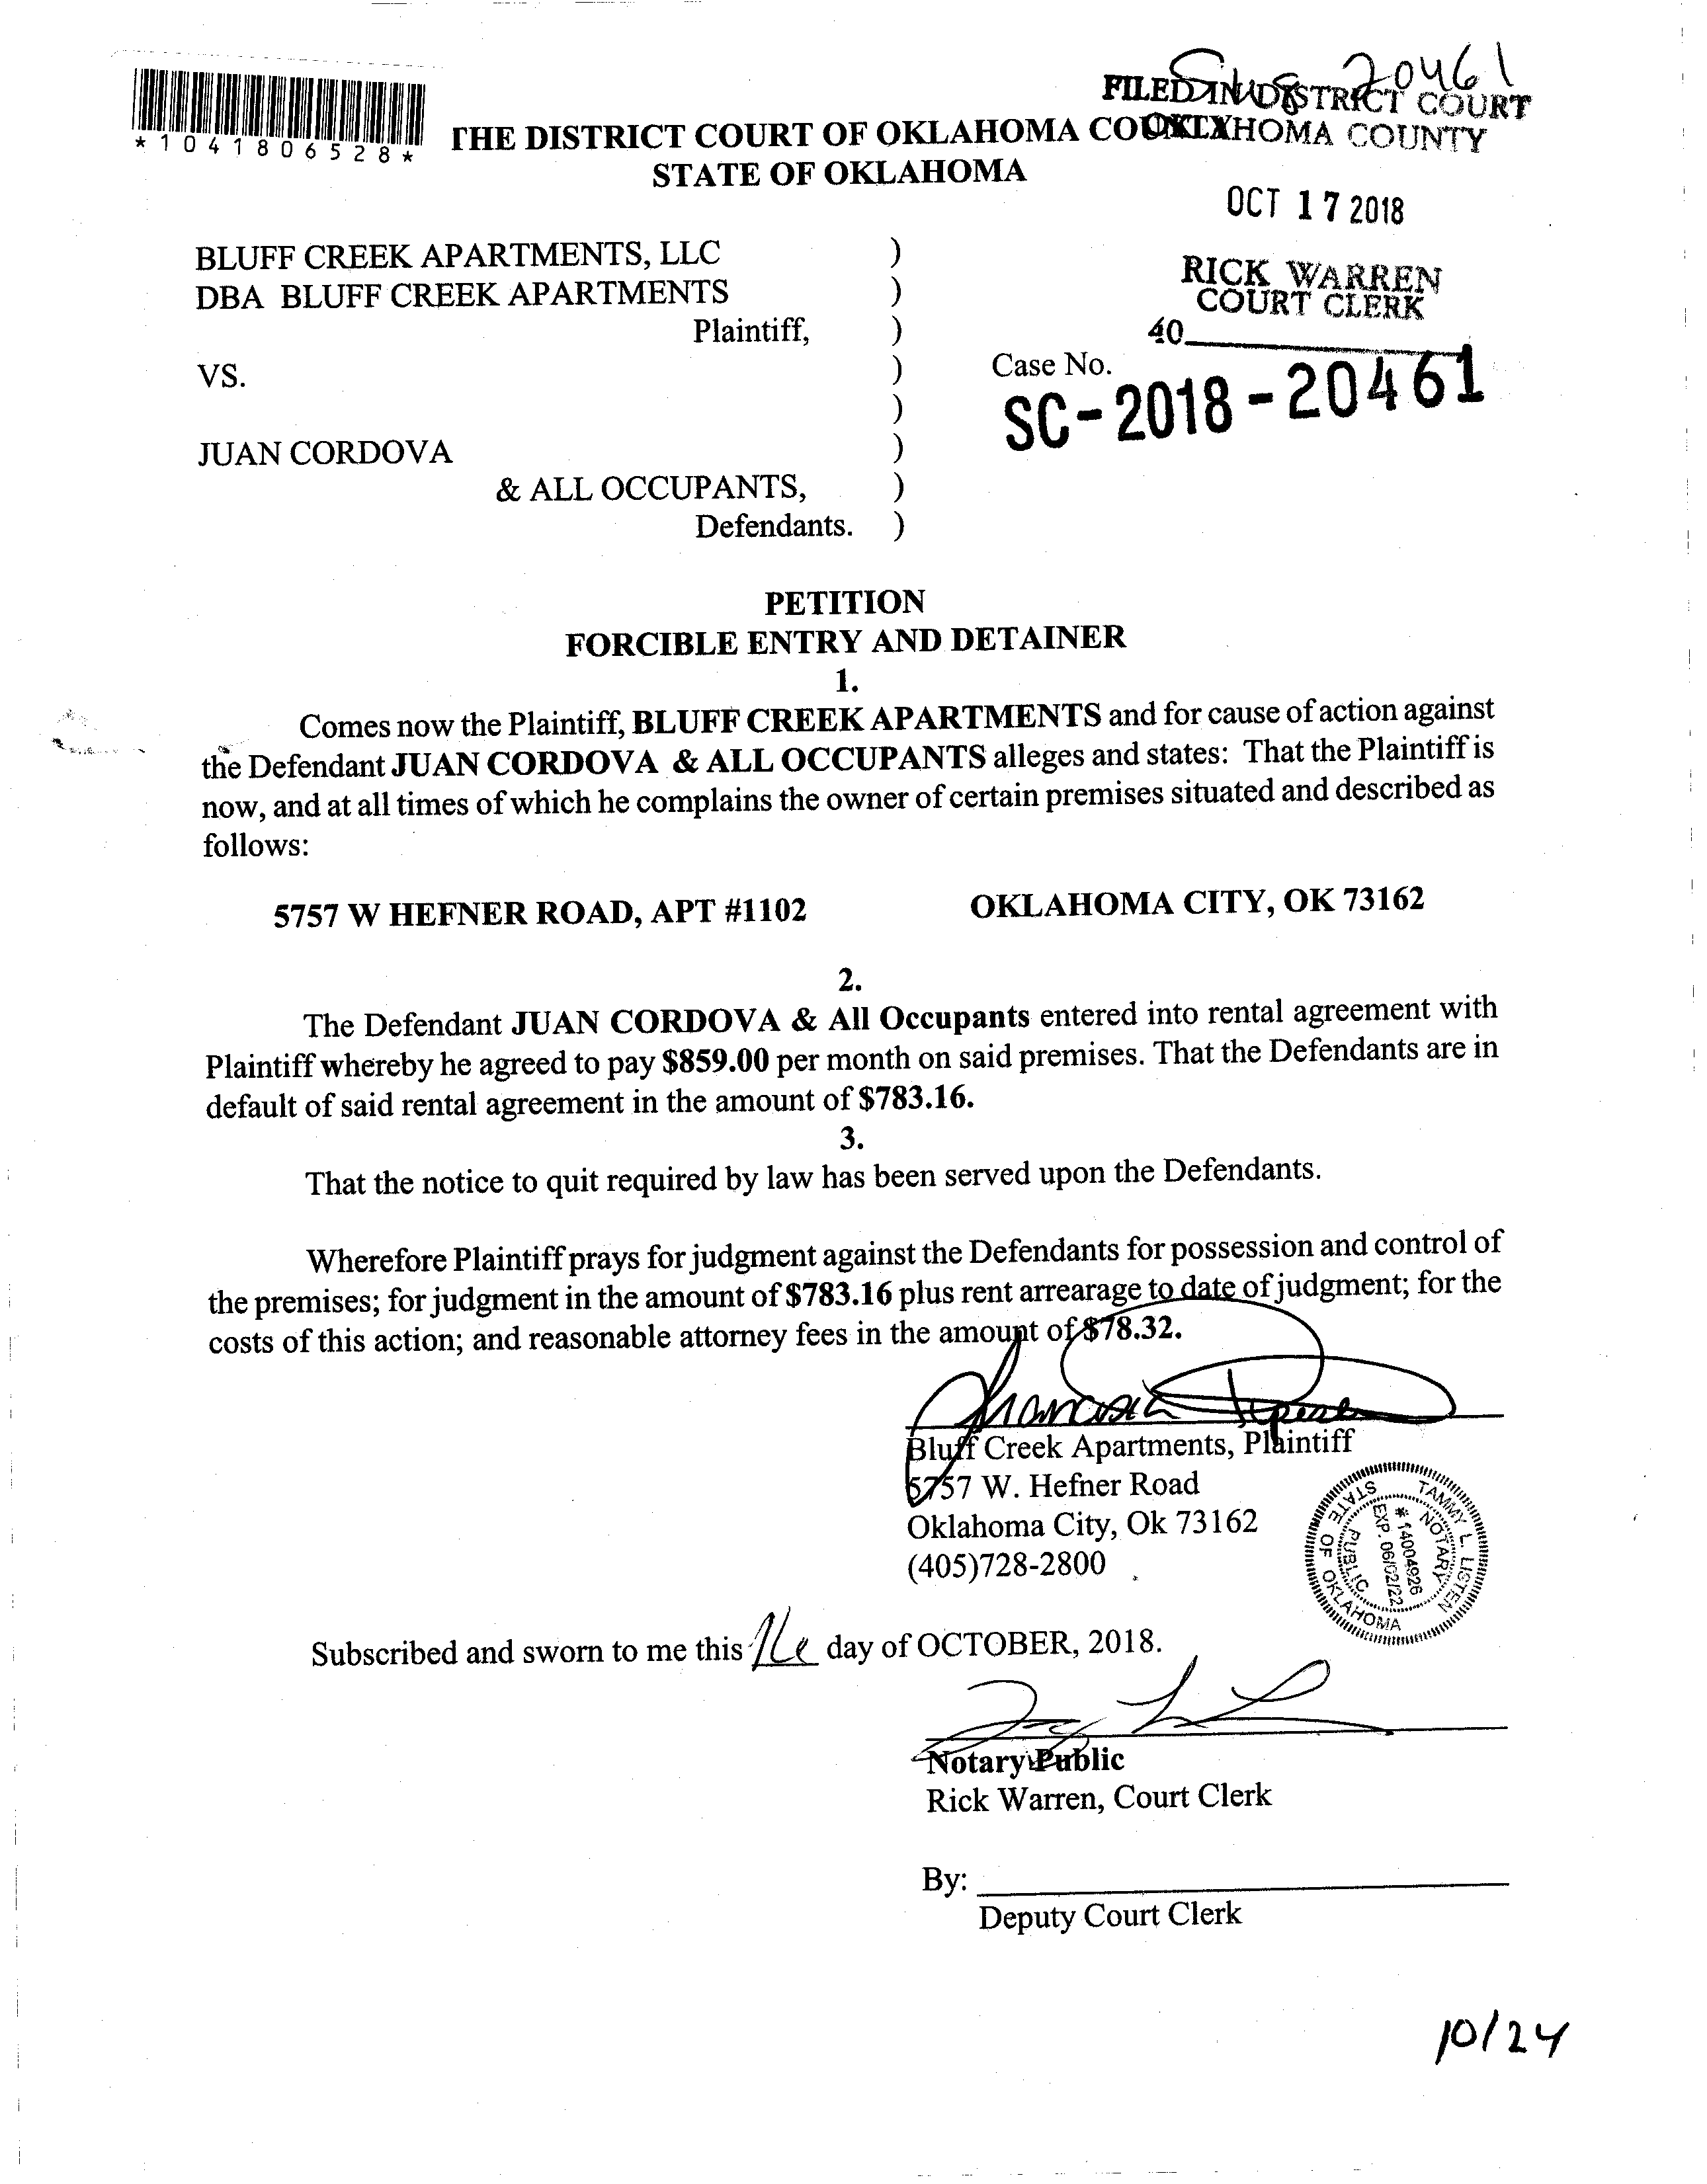 20461
FILED IN DISTRICT COURT
OKLAHOMA COUNTY
*1041806528*
THE DISTRICT COURT OF OKLAHOMA COUNTY
STATE OF OKLAHOMA
OCT 17 2018
BLUFF CREEK APARTMENTS, LLC )
DBA BLUFF CREEK APARTMENTS )
Plaintiff, )
RICK WARREN
COURT CLERK
40
VS. )
Case No.
SC-2018-20461
)
JUAN CORDOVA )
& ALL OCCUPANTS, )
Defendants. )
PETITION
FORCIBLE ENTRY AND DETAINER
1.
Comes now the Plaintiff, BLUFF CREEK APARTMENTS and for cause of action against
the Defendant JUAN CORDOVA & ALL OCCUPANTS alleges and states: That the Plaintiff is
now, and at all times of which he complains the owner of certain premises situated and described as
follows:
5757 W HEFNER ROAD, APT #1102 OKLAHOMA CITY, OK 73162
2.
The Defendant JUAN CORDOVA & All Occupants entered into rental agreement with
Plaintiff whereby he agreed to pay $859.00 per month on said premises. That the Defendants are in
default of said rental agreement in the amount of $783.16.
3.
That the notice to quit required by law has been served upon the Defendants.
Wherefore Plaintiff prays for judgment against the Defendants for possession and control of
the premises; for judgment in the amount of $783.16 plus rent arrearage to date of judgment; for the
costs of this action; and reasonable attorney fees in the amount of $78.32.
Bluff Creek Apartments, Plaintiff
5757 W. Hefner Road
Oklahoma City, Ok 73162
(405)728-2800
TAMMY L. LISTEN
NOTARY
# 14004926
EXP. 06/02/22
PUBLIC
STATE OF OKLAHOMA
Subscribed and sworn to me this day of OCTOBER, 2018.
Notary Public
Rick Warren, Court Clerk
By:
Deputy Court Clerk
10/24